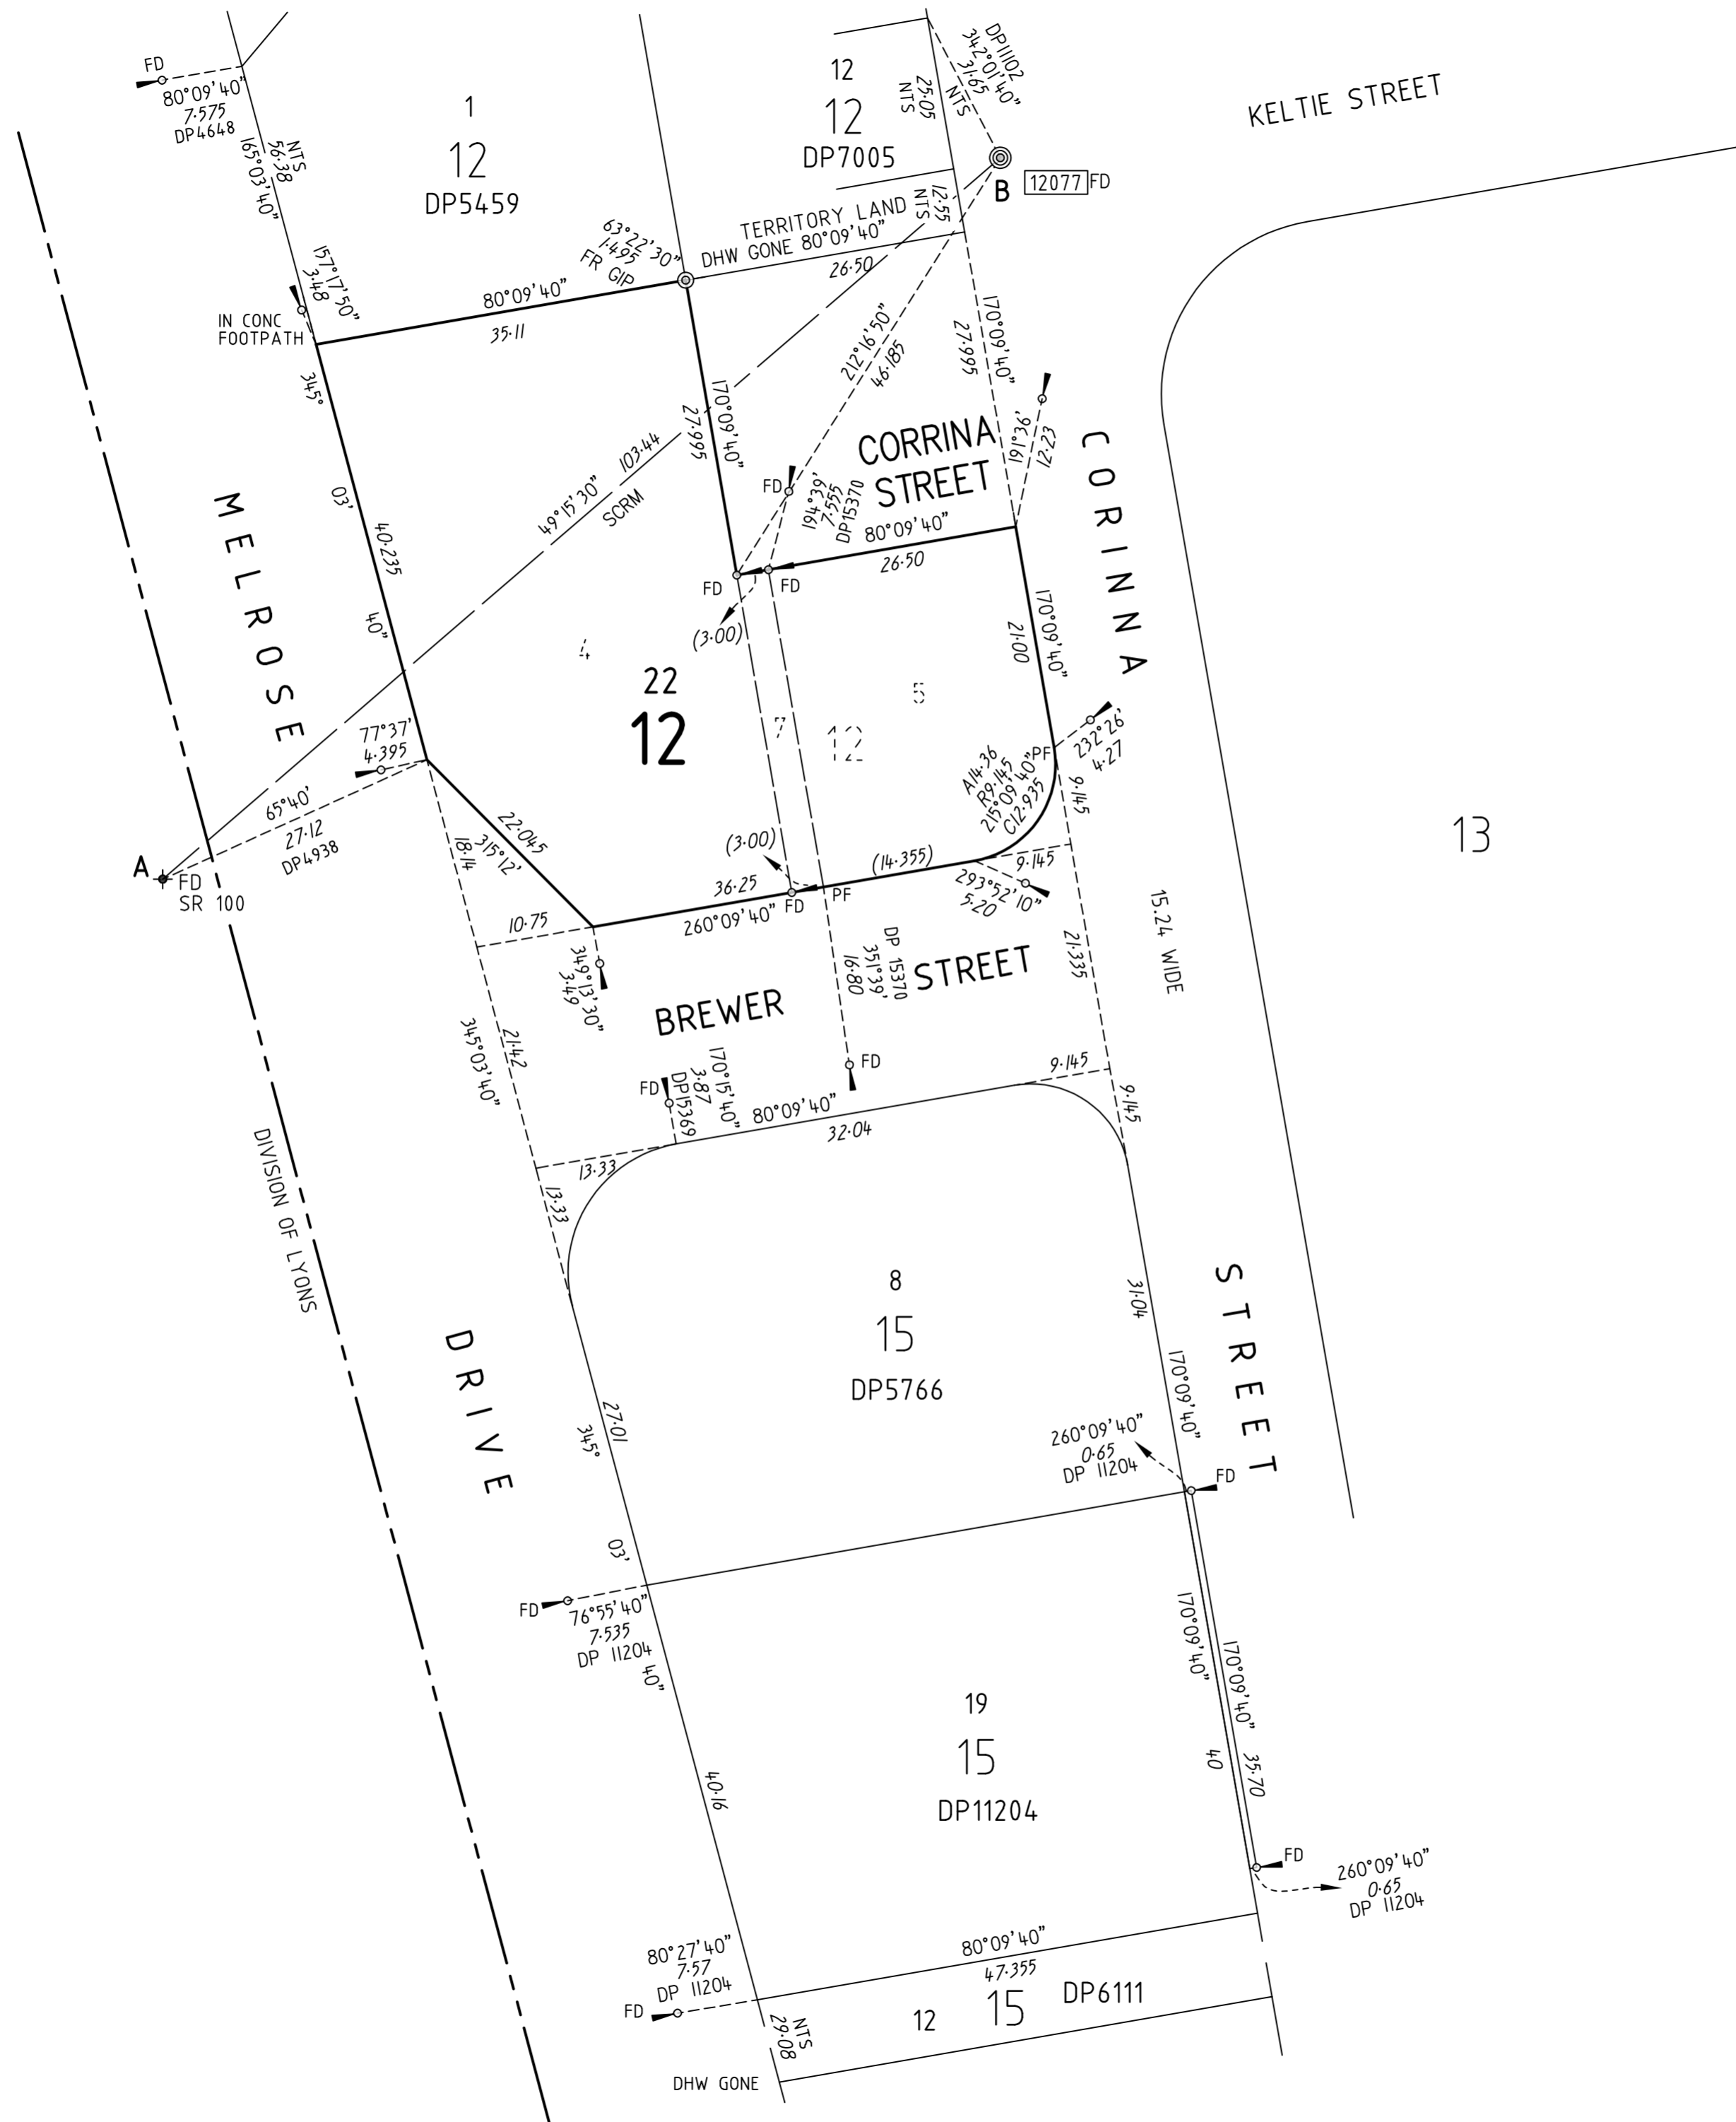 FD
80°09'40"
7·575
DP4648
NTS
56·38
165°03'40"
1
12
DP5459
12
12
DP7005
25·05
NTS
DP11102
342°01'40"
31·65
NTS
B
12077 FD
KELTIE STREET
12·55
NTS
TERRITORY LAND
DHW GONE 80°09'40"
26·50
63°22'30"
1·495
FR GIP
157°17'50"
3·48
IN CONC
FOOTPATH
80°09'40"
35·11
345°
03'
40"
40·235
170°09'40"
27·995
212°16'50"
46·185
170°09'40"
27·995
191°36'
12·23
49°15'30"
103·44
SCRM
CORRINA
STREET
FD
194°39'
7·555
DP15370
80°09'40"
26·50
FD
FD
(3·00)
CORINNA
MELROSE
4
22
12
7
12
5
170°09'40"
21·00
PF
232°26'
4·27
A14·36
R9·145
215°09'40"
C12·935
9·145
77°37'
4·395
65°40'
27·12
DP4938
A
FD
SR 100
22·045
315°12'
18·14
(3·00)
(14·355)
9·145
36·25
260°09'40"
FD
PF
293°52'10"
5·20
13
15.24 WIDE
10·75
349°13'30"
3·49
DP 15370
351°39'
16·80
21·335
BREWER STREET
21·42
345°03'40"
FD
FD
170°15'40"
3·87
DP15369
80°09'40"
32·04
9·145
9·145
13·33
13·33
DIVISION OF LYONS
DRIVE
8
15
DP5766
31·04
170°09'40"
STREET
27·01
345°
03'
40"
260°09'40"
0·65
DP 11204
FD
FD
76°55'40"
7·535
DP 11204
170°09'40"
40
170°09'40"
35·70
19
15
DP11204
40·16
FD
260°09'40"
0·65
DP 11204
80°27'40"
7·57
DP 11204
FD
80°09'40"
47·355
12
15
DP6111
NTS
29·08
DHW GONE